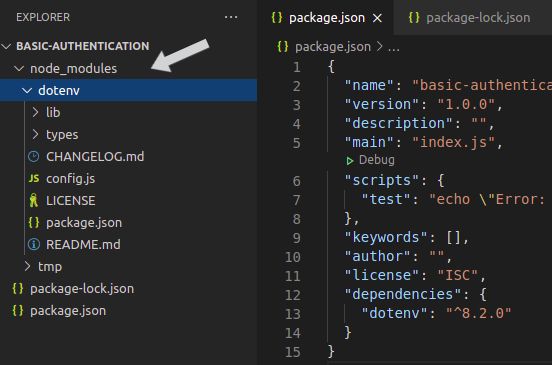 EXPLORER
BASIC-AUTHENTICATION
node_modules
dotenv
lib
types
CHANGELOG.md
JS config.js
LICENSE
{} package.json
README.md
tmp
{} package-lock.json
{} package.json
{} package.json ×
{} package-lock.json
{} package.json > ...
1 {
2 "name": "basic-authentica
3 "version": "1.0.0",
4 "description": "",
5 "main": "index.js",
Debug
6 "scripts": {
7 "test": "echo \"Error:
8 },
9 "keywords": [],
10 "author": "",
11 "license": "ISC",
12 "dependencies": {
13 "dotenv": "^8.2.0"
14 }
15 }